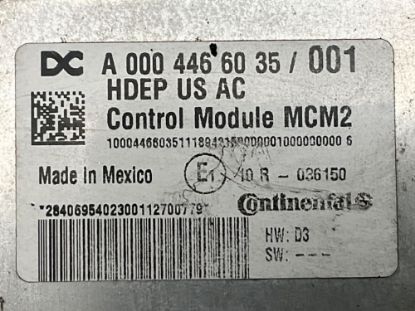 DC A 000 446 60 35 / 001
HDEP US AC
Control Module MCM2
Made in Mexico E1 10 R - 036150
*2840695402300112700779*
Continental
HW: D3
SW: ---